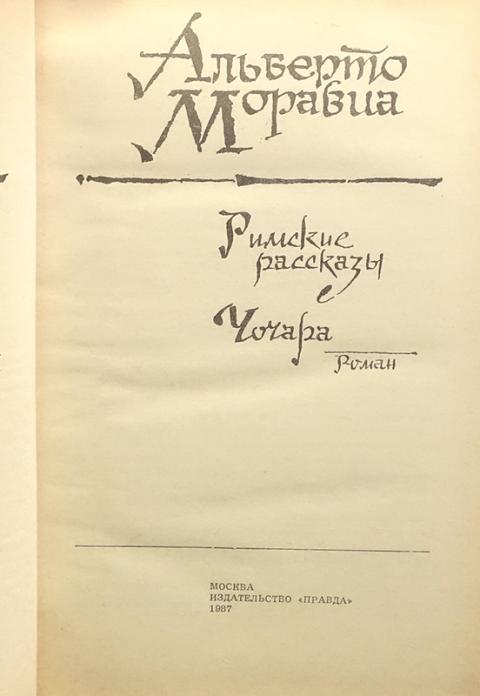 Альберто
Моравиа
Римские
рассказы
Чочара
Роман
МОСКВА
ИЗДАТЕЛЬСТВО «ПРАВДА»
1987